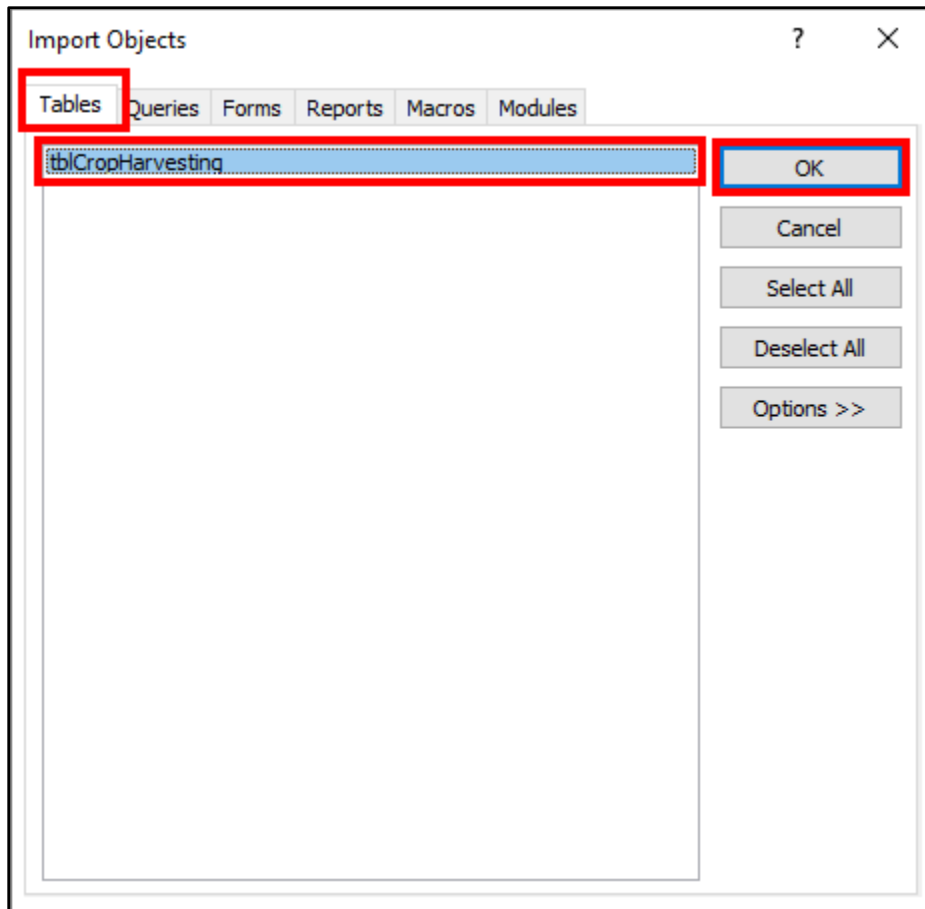 Import Objects
?
Tables Queries Forms Reports Macros Modules
tblCropHarvesting
OK
Cancel
Select All
Deselect All
Options >>